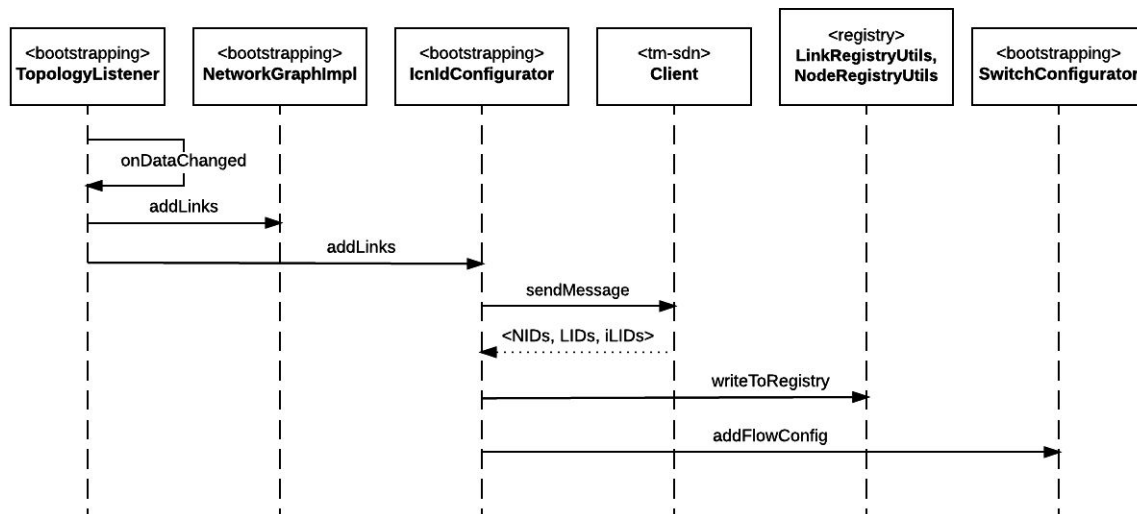 <bootstrapping>
TopologyListener
<bootstrapping>
NetworkGraphImpl
<bootstrapping>
IcnIdConfigurator
<tm-sdn>
Client
<registry>
LinkRegistryUtils,
NodeRegistryUtils
<bootstrapping>
SwitchConfigurator
onDataChanged
addLinks
addLinks
sendMessage
<NIDs, LIDs, iLIDs>
writeToRegistry
addFlowConfig